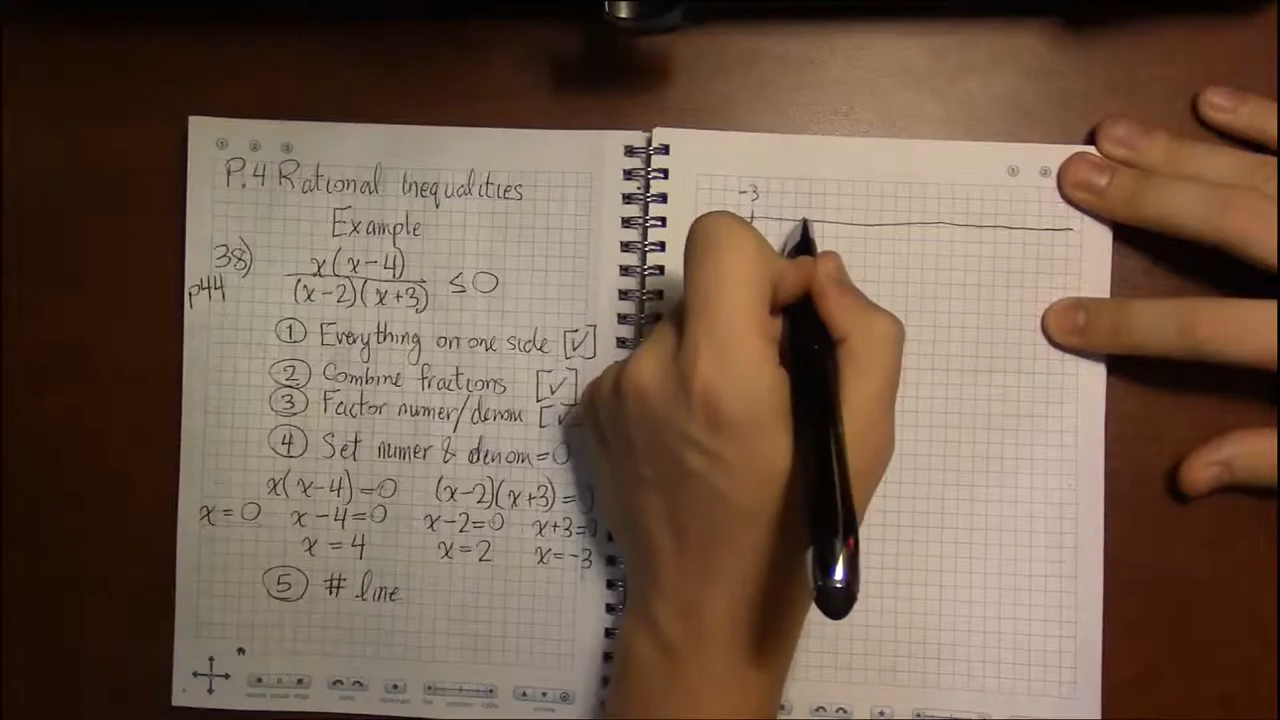 P.4 Rational Inequalities
Example
38) x(x-4)
p44 (x-2)(x+3) ≤0
① Everything on one side [✓]
② Combine fractions [✓]
③ Factor numer/denom [✓
④ Set numer & denom=0
x(x-4)=0 (x-2)(x+3)=0
x=0 x-4=0 x-2=0 x+3=0
x=4 x=2 x=-3
⑤ # line
-3